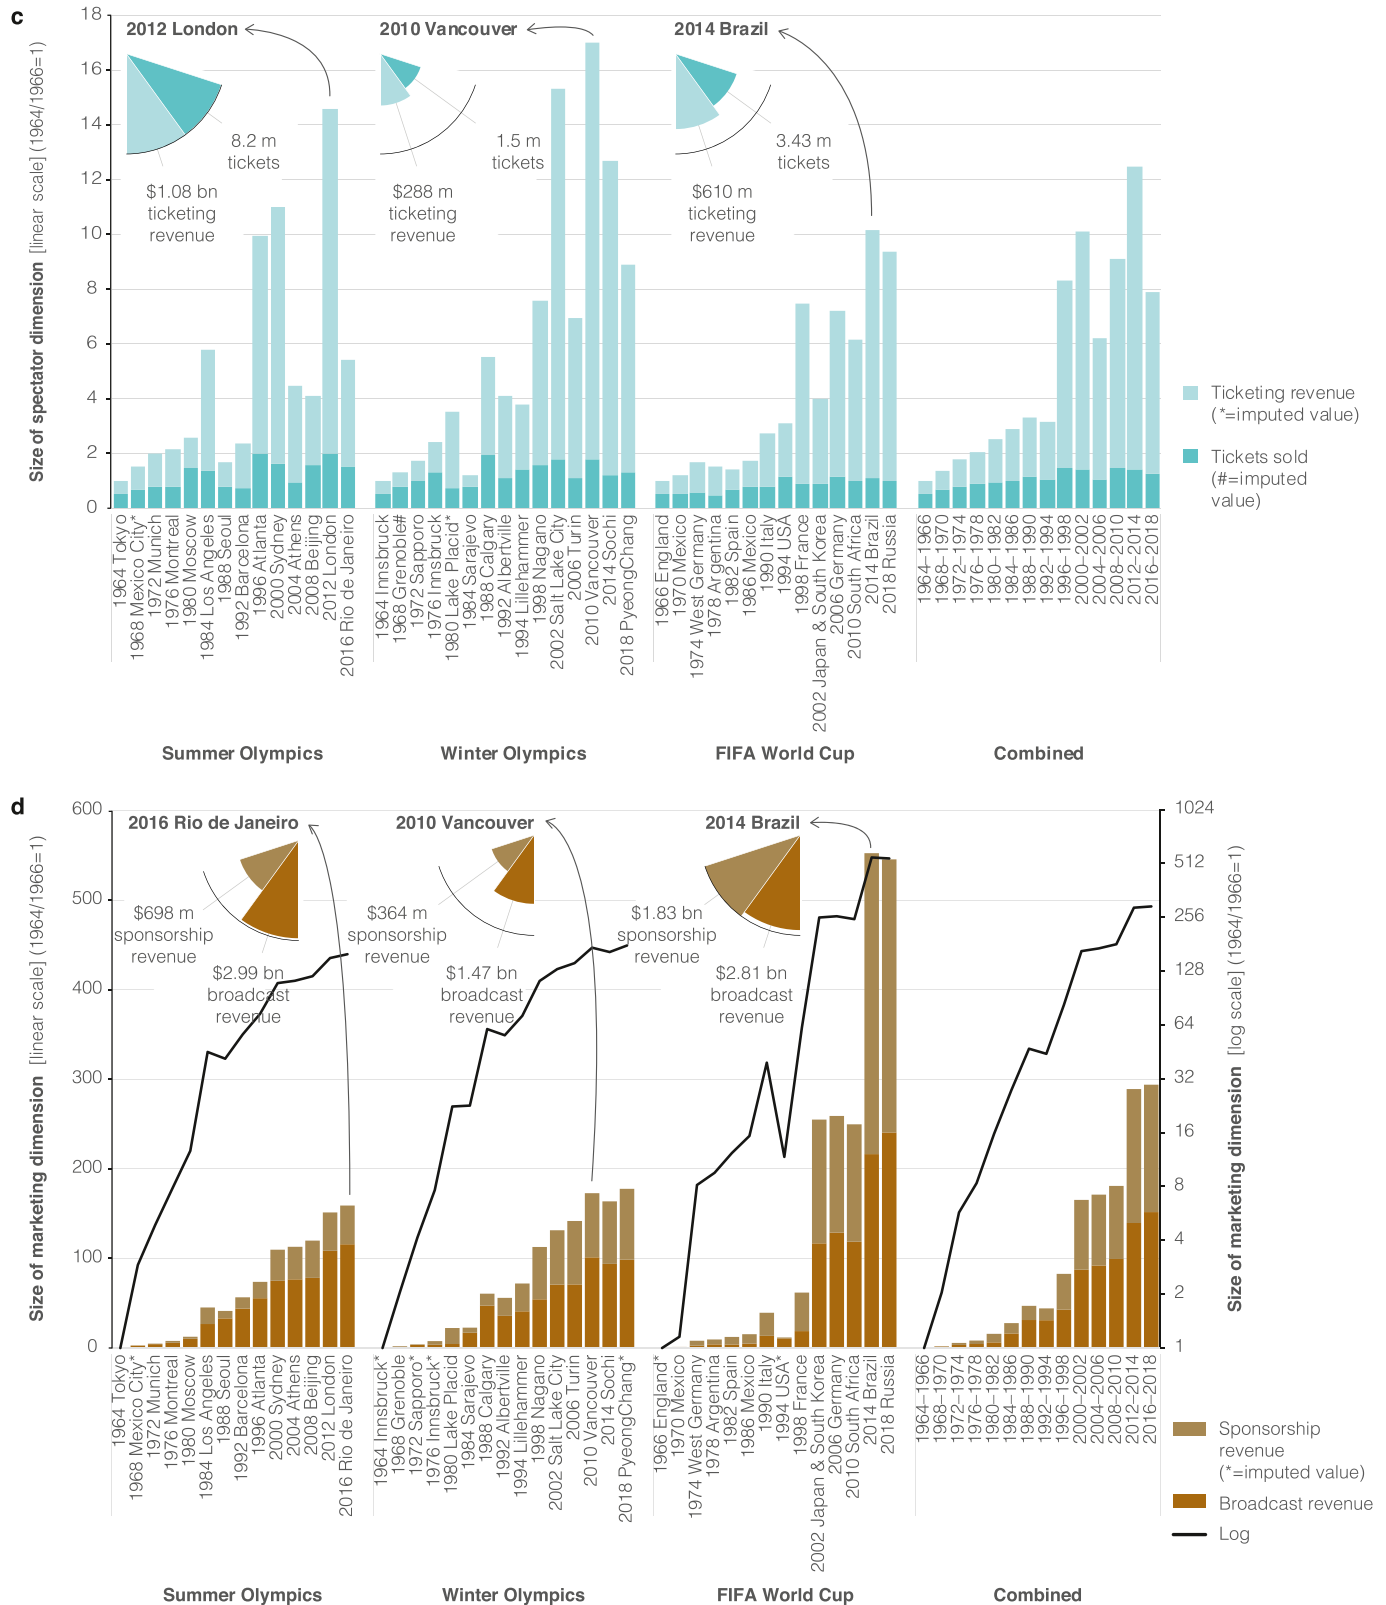 c
Size of spectator dimension [linear scale] (1964/1966=1)
18
16
14
12
10
8
6
4
2
0
2012 London
8.2 m
tickets
$1.08 bn
ticketing
revenue
2010 Vancouver
1.5 m
tickets
$288 m
ticketing
revenue
2014 Brazil
3.43 m
tickets
$610 m
ticketing
revenue
Ticketing revenue
(*=imputed value)
Tickets sold
(#=imputed
value)
1964 Tokyo
1968 Mexico City*
1972 Munich
1976 Montreal
1980 Moscow
1984 Los Angeles
1988 Seoul
1992 Barcelona
1996 Atlanta
2000 Sydney
2004 Athens
2008 Beijing
2012 London
2016 Rio de Janeiro
1964 Innsbruck
1968 Grenoble#
1972 Sapporo
1976 Innsbruck
1980 Lake Placid*
1984 Sarajevo
1988 Calgary
1992 Albertville
1994 Lillehammer
1998 Nagano
2002 Salt Lake City
2006 Turin
2010 Vancouver
2014 Sochi
2018 PyeongChang
1966 England
1970 Mexico
1974 West Germany
1978 Argentina
1982 Spain
1986 Mexico
1990 Italy
1994 USA
1998 France
2002 Japan & South Korea
2006 Germany
2010 South Africa
2014 Brazil
2018 Russia
1964–1966
1968–1970
1972–1974
1976–1978
1980–1982
1984–1986
1988–1990
1992–1994
1996–1998
2000–2002
2004–2006
2008–2010
2012–2014
2016–2018
Summer Olympics
Winter Olympics
FIFA World Cup
Combined
d
Size of marketing dimension [linear scale] (1964/1966=1)
600
500
400
300
200
100
0
2016 Rio de Janeiro
$698 m
sponsorship
revenue
$2.99 bn
broadcast
revenue
2010 Vancouver
$364 m
sponsorship
revenue
$1.47 bn
broadcast
revenue
2014 Brazil
$1.83 bn
sponsorship
revenue
$2.81 bn
broadcast
revenue
1024
512
256
128
64
32
16
8
4
2
1
Size of marketing dimension [log scale] (1964/1966=1)
1964 Tokyo
1968 Mexico City*
1972 Munich
1976 Montreal
1980 Moscow
1984 Los Angeles
1988 Seoul
1992 Barcelona
1996 Atlanta
2000 Sydney
2004 Athens
2008 Beijing
2012 London
2016 Rio de Janeiro
1964 Innsbruck*
1968 Grenoble
1972 Sapporo*
1976 Innsbruck*
1980 Lake Placid
1984 Sarajevo
1988 Calgary
1992 Albertville
1994 Lillehammer
1998 Nagano
2002 Salt Lake City
2006 Turin
2010 Vancouver
2014 Sochi
2018 PyeongChang*
1966 England*
1970 Mexico
1974 West Germany
1978 Argentina
1982 Spain
1986 Mexico
1990 Italy
1994 USA*
1998 France
2002 Japan & South Korea
2006 Germany
2010 South Africa
2014 Brazil
2018 Russia
1964–1966
1968–1970
1972–1974
1976–1978
1980–1982
1984–1986
1988–1990
1992–1994
1996–1998
2000–2002
2004–2006
2008–2010
2012–2014
2016–2018
Sponsorship
revenue
(*=imputed value)
Broadcast revenue
Log
Summer Olympics
Winter Olympics
FIFA World Cup
Combined